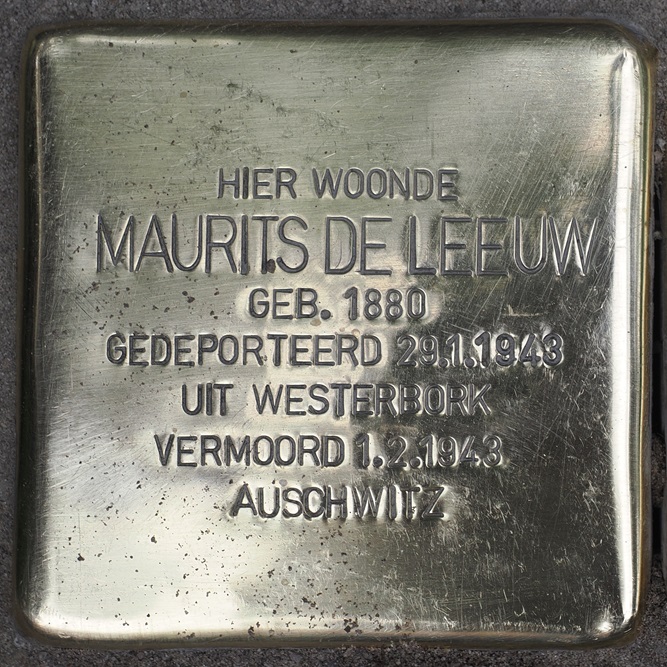 HIER WOONDE
MAURITS DE LEEUW
GEB. 1880
GEDEPORTEERD 29.1.1943
UIT WESTERBORK
VERMOORD 1.2.1943
AUSCHWITZ